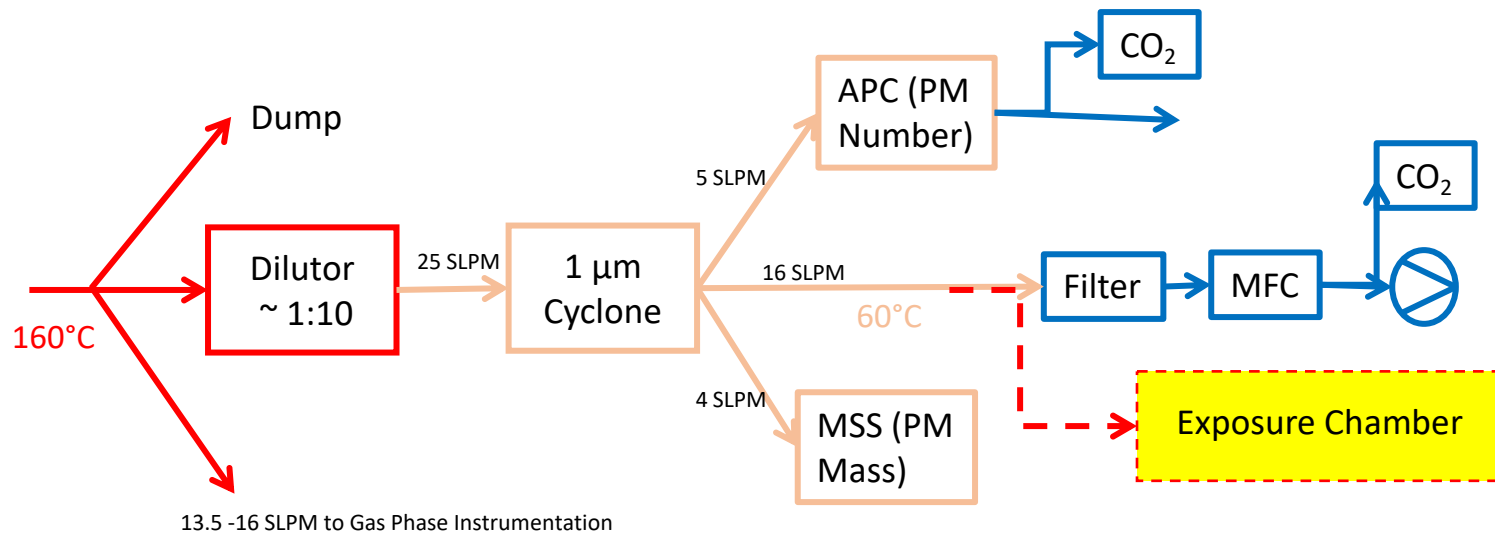 CO₂
Dump
APC (PM
Number)
5 SLPM
CO₂
Dilutor
~ 1:10
25 SLPM
1 µm
Cyclone
16 SLPM
Filter
MFC
160°C
60°C
4 SLPM
MSS (PM
Mass)
Exposure Chamber
13.5 -16 SLPM to Gas Phase Instrumentation